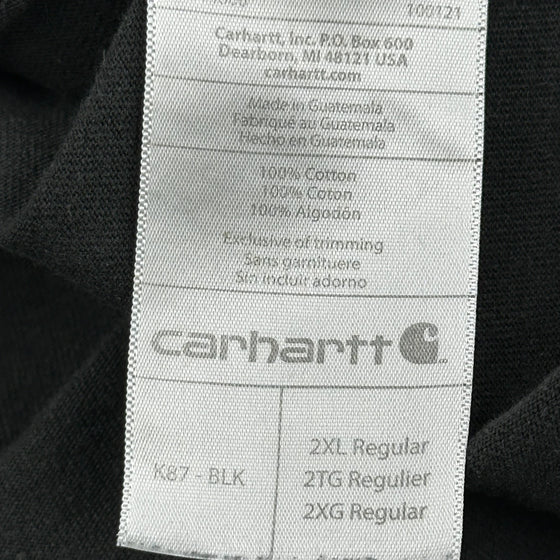 100121
Carhartt, Inc. P.O. Box 600
Dearborn, MI 48121 USA
carhartt.com
Made in Guatemala
Fabriqué au Guatemala
Hecho en Guatemala
100% Cotton
100% Coton
100% Algodón
Exclusive of trimming
Sans garnituere
Sin incluir adorno
carhartt
K87 - BLK
2XL Regular
2TG Regulier
2XG Regular